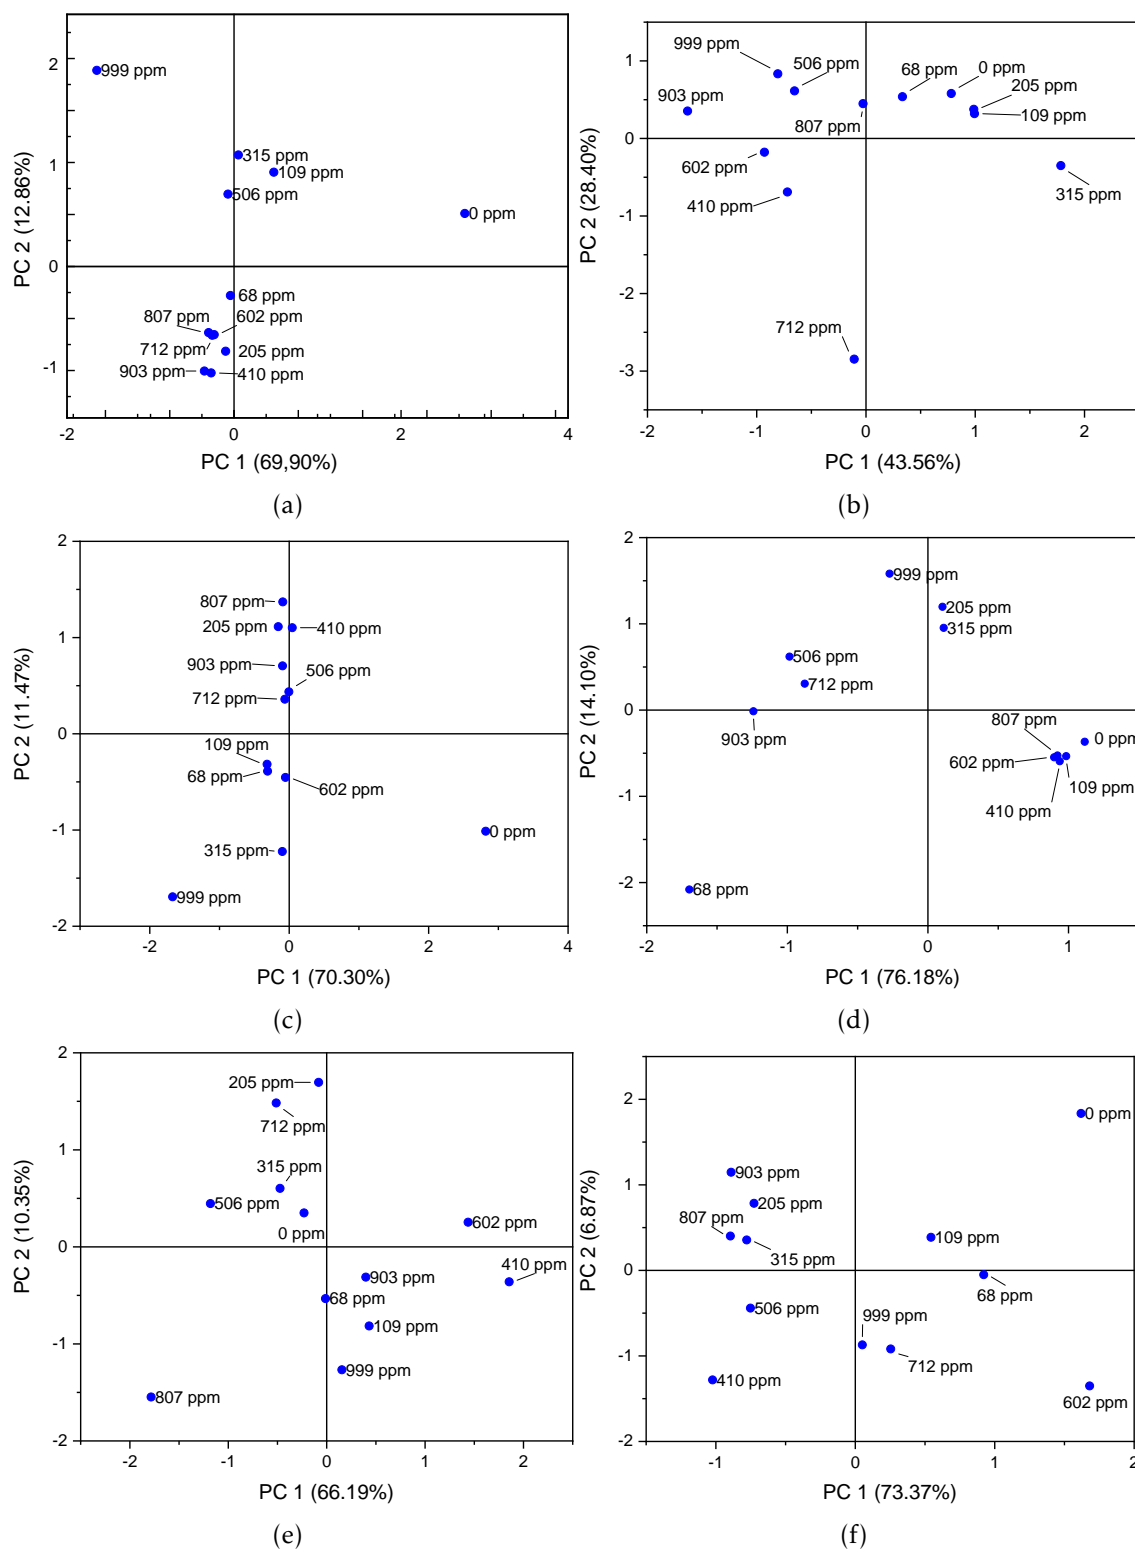 2
1
0
-1
-2
0
2
4
PC 2 (12.86%)
PC 1 (69,90%)
999 ppm
315 ppm
109 ppm
506 ppm
0 ppm
68 ppm
807 ppm
602 ppm
712 ppm
205 ppm
903 ppm
410 ppm
(a)
1
0
-1
-2
-3
-2
-1
0
1
2
PC 2 (28.40%)
PC 1 (43.56%)
999 ppm
506 ppm
68 ppm
0 ppm
205 ppm
903 ppm
109 ppm
807 ppm
602 ppm
315 ppm
410 ppm
712 ppm
(b)
2
1
0
-1
-2
-2
0
2
4
PC 2 (11.47%)
PC 1 (70.30%)
807 ppm
205 ppm
410 ppm
903 ppm
506 ppm
712 ppm
109 ppm
68 ppm
602 ppm
0 ppm
315 ppm
999 ppm
(c)
2
1
0
-1
-2
-2
-1
0
1
PC 2 (14.10%)
PC 1 (76.18%)
999 ppm
205 ppm
315 ppm
506 ppm
712 ppm
903 ppm
807 ppm
0 ppm
602 ppm
109 ppm
410 ppm
68 ppm
(d)
2
1
0
-1
-2
-2
-1
0
1
2
PC 2 (10.35%)
PC 1 (66.19%)
205 ppm
712 ppm
315 ppm
506 ppm
0 ppm
602 ppm
410 ppm
903 ppm
68 ppm
109 ppm
999 ppm
807 ppm
(e)
2
1
0
-1
-2
-1
0
1
2
PC 2 (6.87%)
PC 1 (73.37%)
0 ppm
903 ppm
205 ppm
807 ppm
109 ppm
315 ppm
68 ppm
506 ppm
999 ppm
712 ppm
410 ppm
602 ppm
(f)